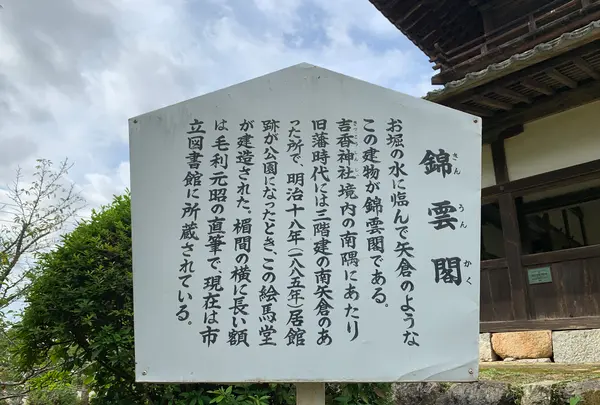 錦雲閣
きんうんかく
お堀の水に臨んで矢倉のような
この建物が錦雲閣である。
吉香神社境内の南隅にあたり
旧藩時代には三階建の南矢倉のあ
った所で、明治十八年(一八八五年)居館
跡が公園になったときこの絵馬堂
が建造された。楣間の横に長い額
は毛利元昭の直筆で、現在は市
立図書館に所蔵されている。